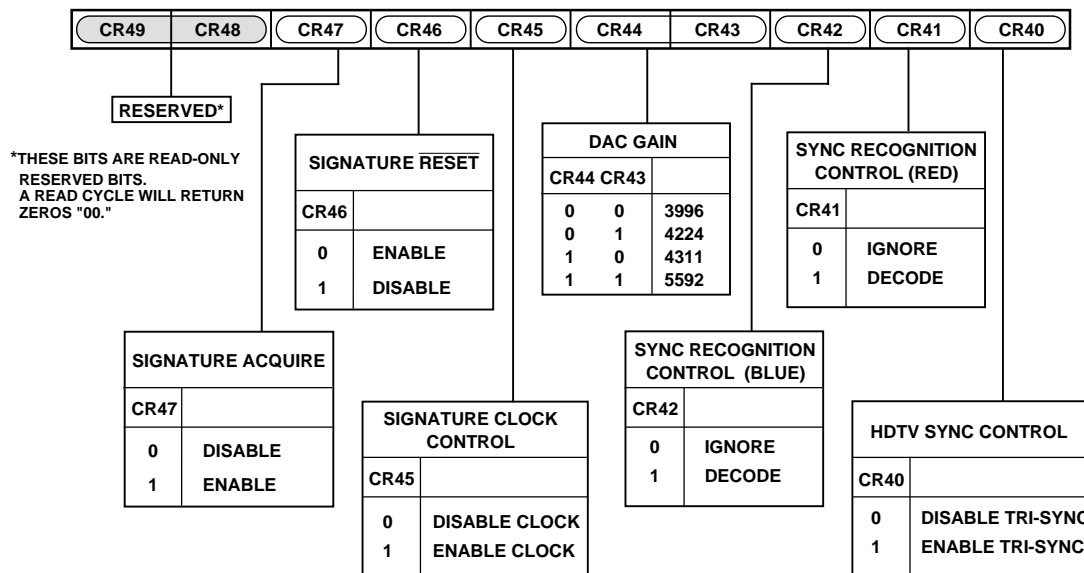 CR49 CR48 CR47 CR46 CR45 CR44 CR43 CR42 CR41 CR40
RESERVED*
*THESE BITS ARE READ-ONLY
RESERVED BITS.
A READ CYCLE WILL RETURN
ZEROS "00."
SIGNATURE RESET
CR46
0 ENABLE
1 DISABLE
DAC GAIN
CR44 CR43
0 0 3996
0 1 4224
1 0 4311
1 1 5592
SYNC RECOGNITION
CONTROL (RED)
CR41
0 IGNORE
1 DECODE
SIGNATURE ACQUIRE
CR47
0 DISABLE
1 ENABLE
SIGNATURE CLOCK
CONTROL
CR45
0 DISABLE CLOCK
1 ENABLE CLOCK
SYNC RECOGNITION
CONTROL (BLUE)
CR42
0 IGNORE
1 DECODE
HDTV SYNC CONTROL
CR40
0 DISABLE TRI-SYNC
1 ENABLE TRI-SYNC